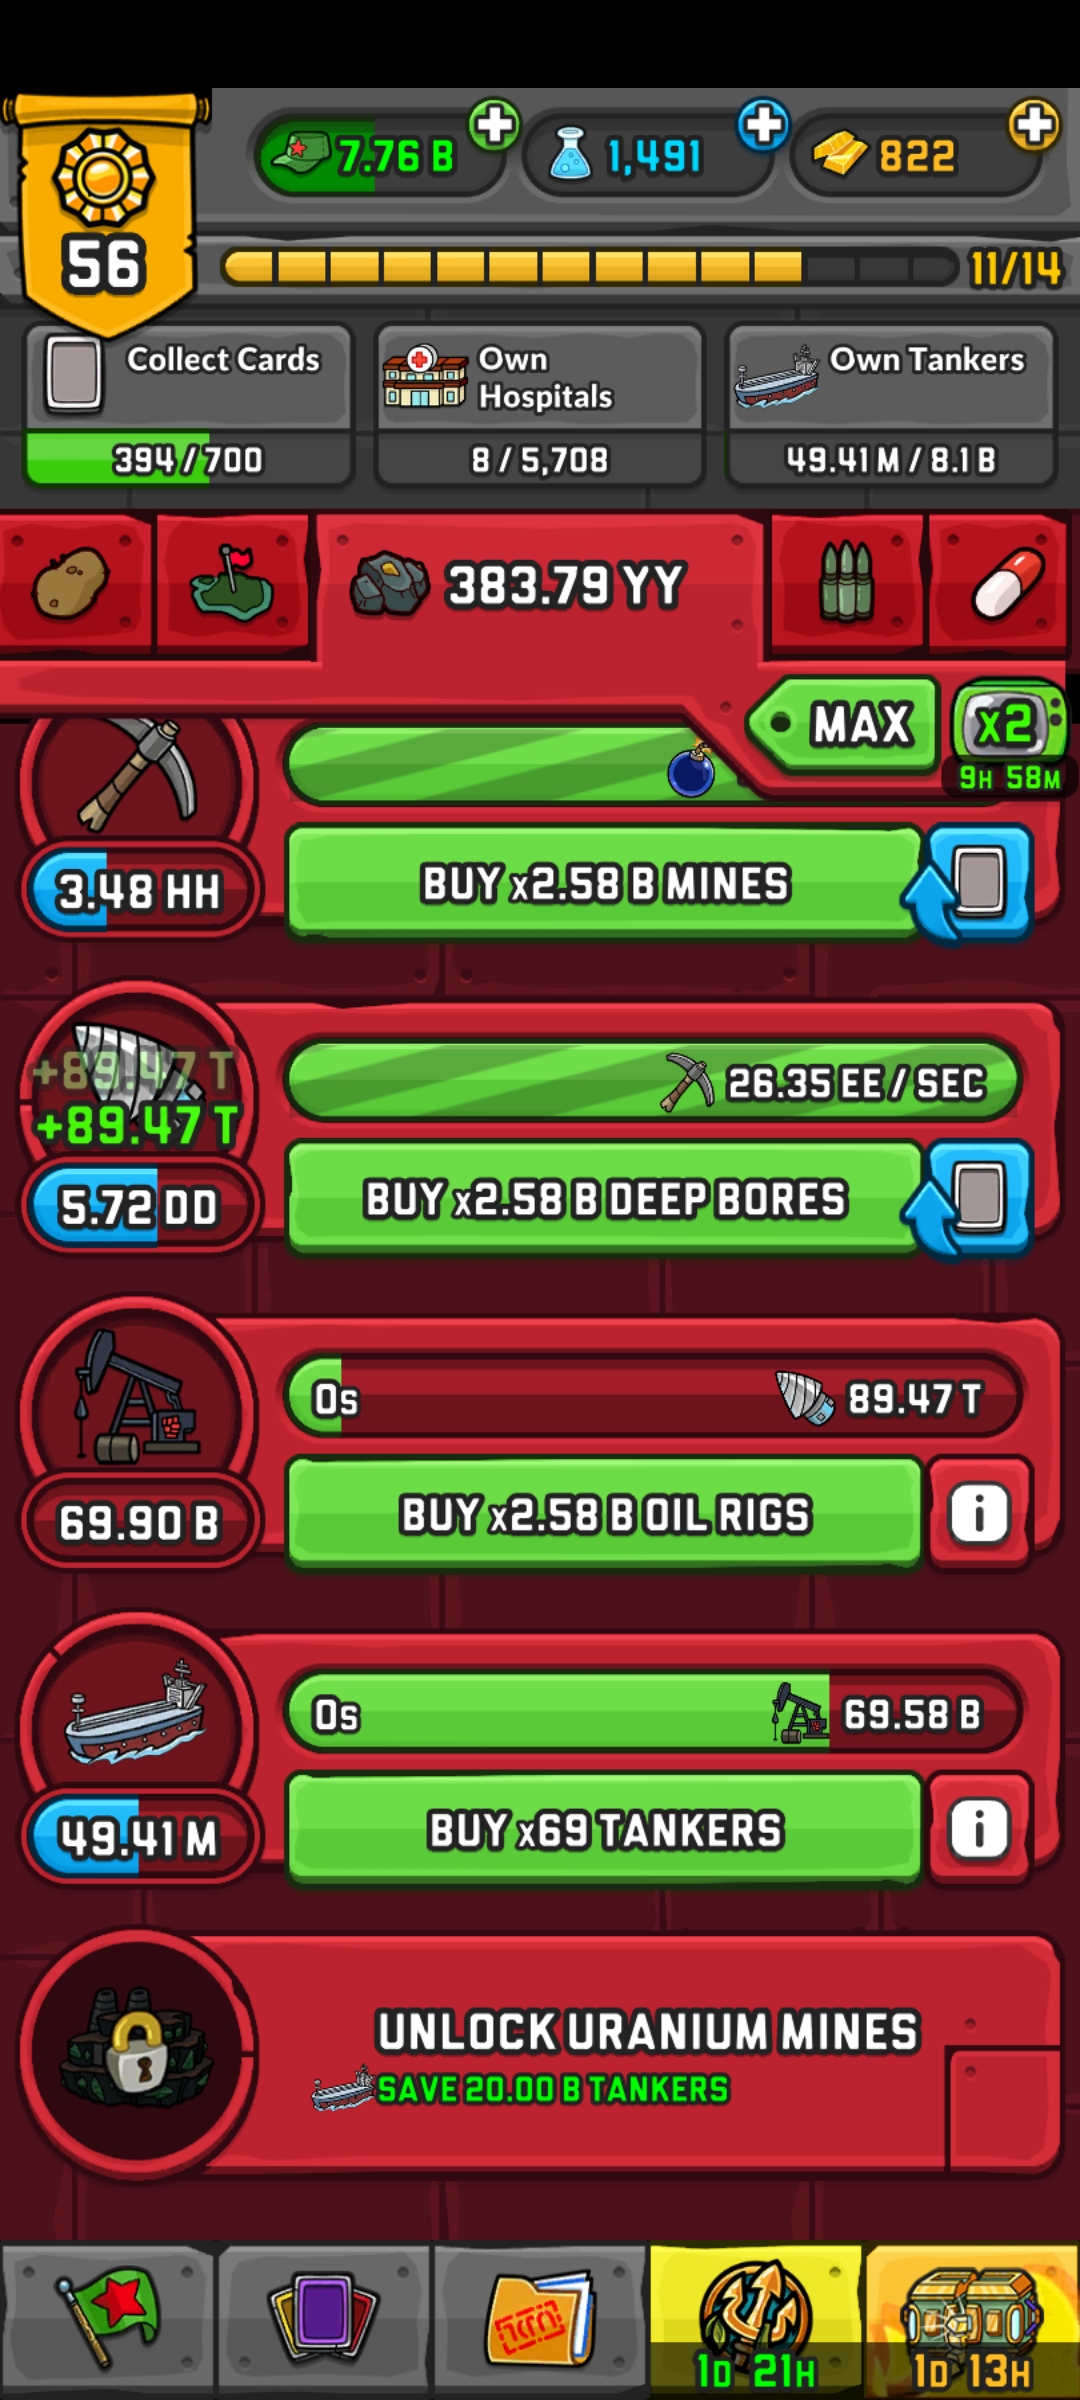 7.76 B
1,491
822
56
11/14
Collect Cards
394/700
Own
Hospitals
8/5,708
Own Tankers
49.41 M/8.1 B
383.79 YY
MAX
x2
9H 58M
3.48 HH
BUY x2.58 B MINES
+89.47 T
+89.47 T
26.35 EE/SEC
5.72 DD
BUY x2.58 B DEEP BORES
0s
89.47 T
69.90 B
BUY x2.58 B OIL RIGS
i
0s
69.58 B
49.41 M
BUY x69 TANKERS
i
UNLOCK URANIUM MINES
SAVE 20.00 B TANKERS
1D 21H
1D 13H